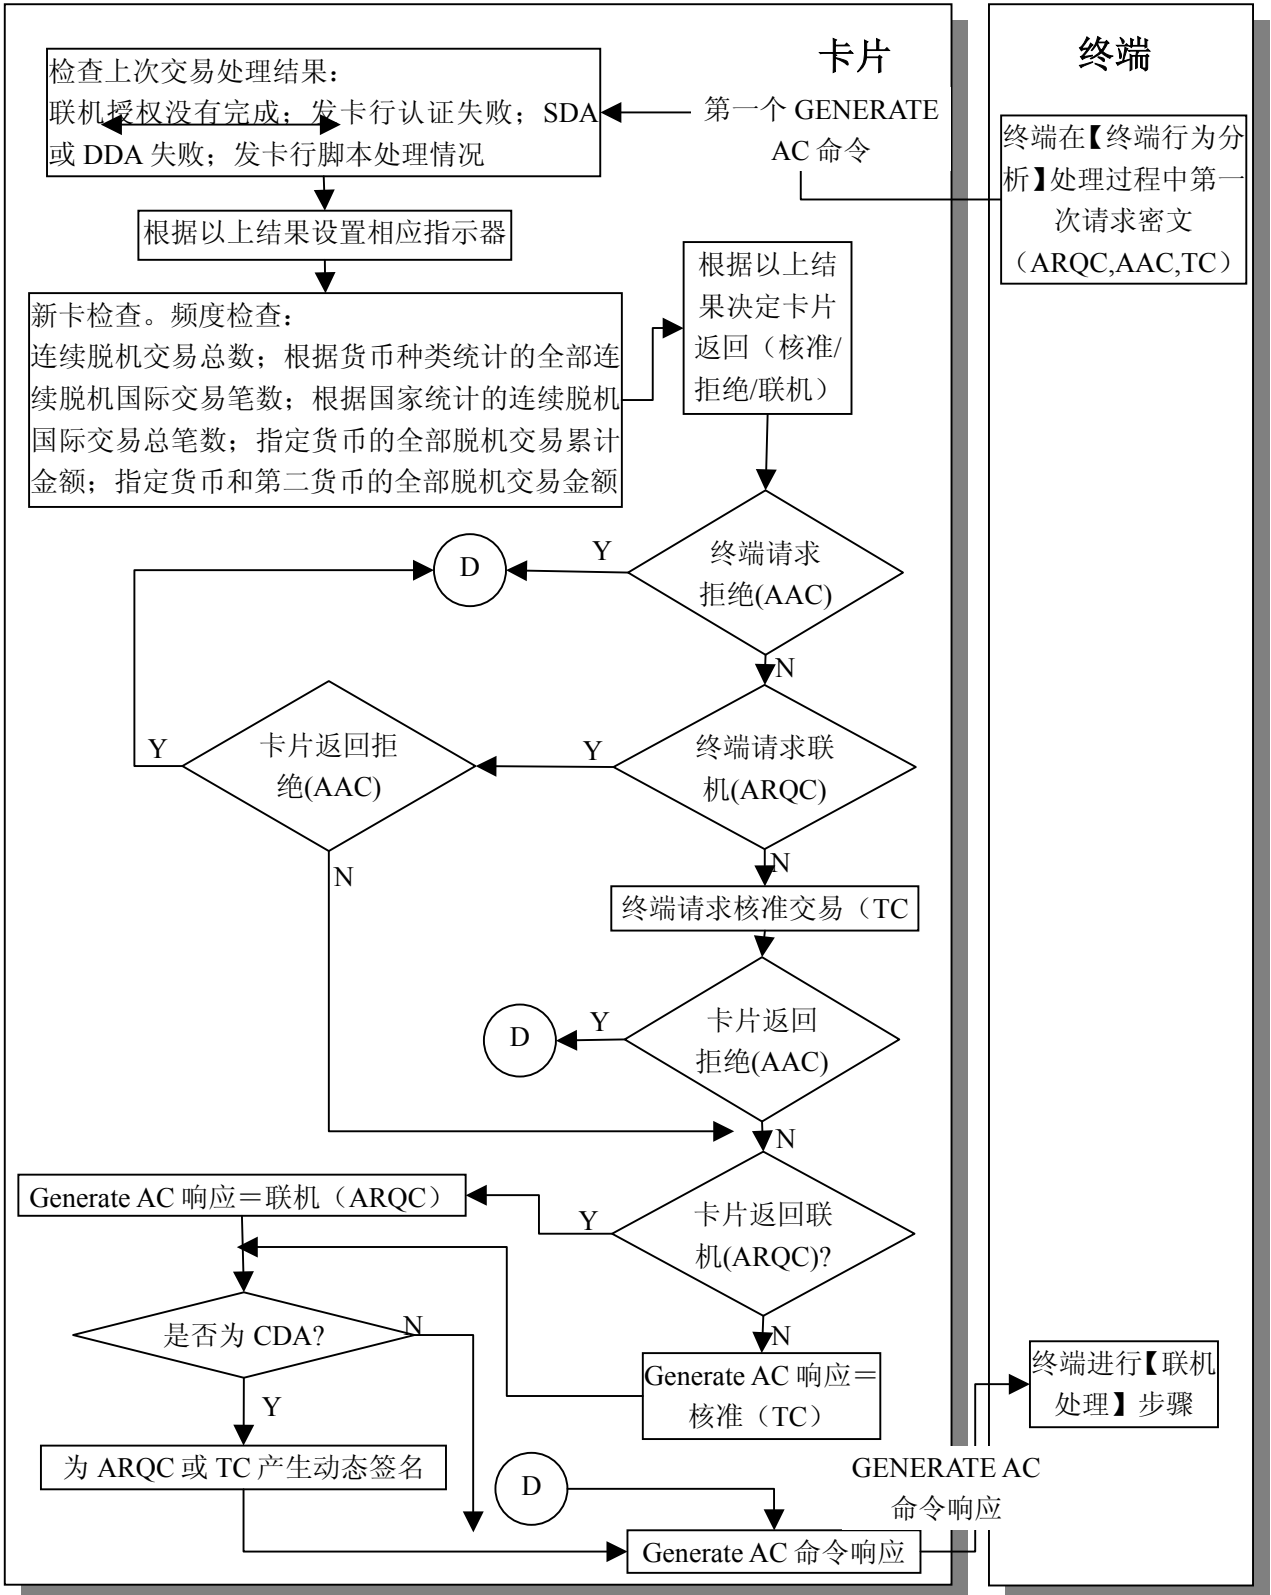 卡片
终端
检查上次交易处理结果：
联机授权没有完成；发卡行认证失败；SDA
或 DDA 失败；发卡行脚本处理情况
第一个 GENERATE
AC 命令
终端在【终端行为分
析】处理过程中第一
次请求密文
（ARQC,AAC,TC）
根据以上结果设置相应指示器
新卡检查。频度检查：
连续脱机交易总数；根据货币种类统计的全部连
续脱机国际交易笔数；根据国家统计的连续脱机
国际交易总笔数；指定货币的全部脱机交易累计
金额；指定货币和第二货币的全部脱机交易金额
根据以上结
果决定卡片
返回（核准/
拒绝/联机）
终端请求
拒绝(AAC)
Y
D
N
终端请求联
机(ARQC)
Y
卡片返回拒
绝(AAC)
Y
N
N
终端请求核准交易（TC
卡片返回
拒绝(AAC)
Y
D
N
卡片返回联
机(ARQC)?
Y
Generate AC 响应＝联机（ARQC）
N
Generate AC 响应＝
核准（TC）
是否为 CDA?
N
Y
为 ARQC 或 TC 产生动态签名
D
Generate AC 命令响应
GENERATE AC
命令响应
终端进行【联机
处理】步骤